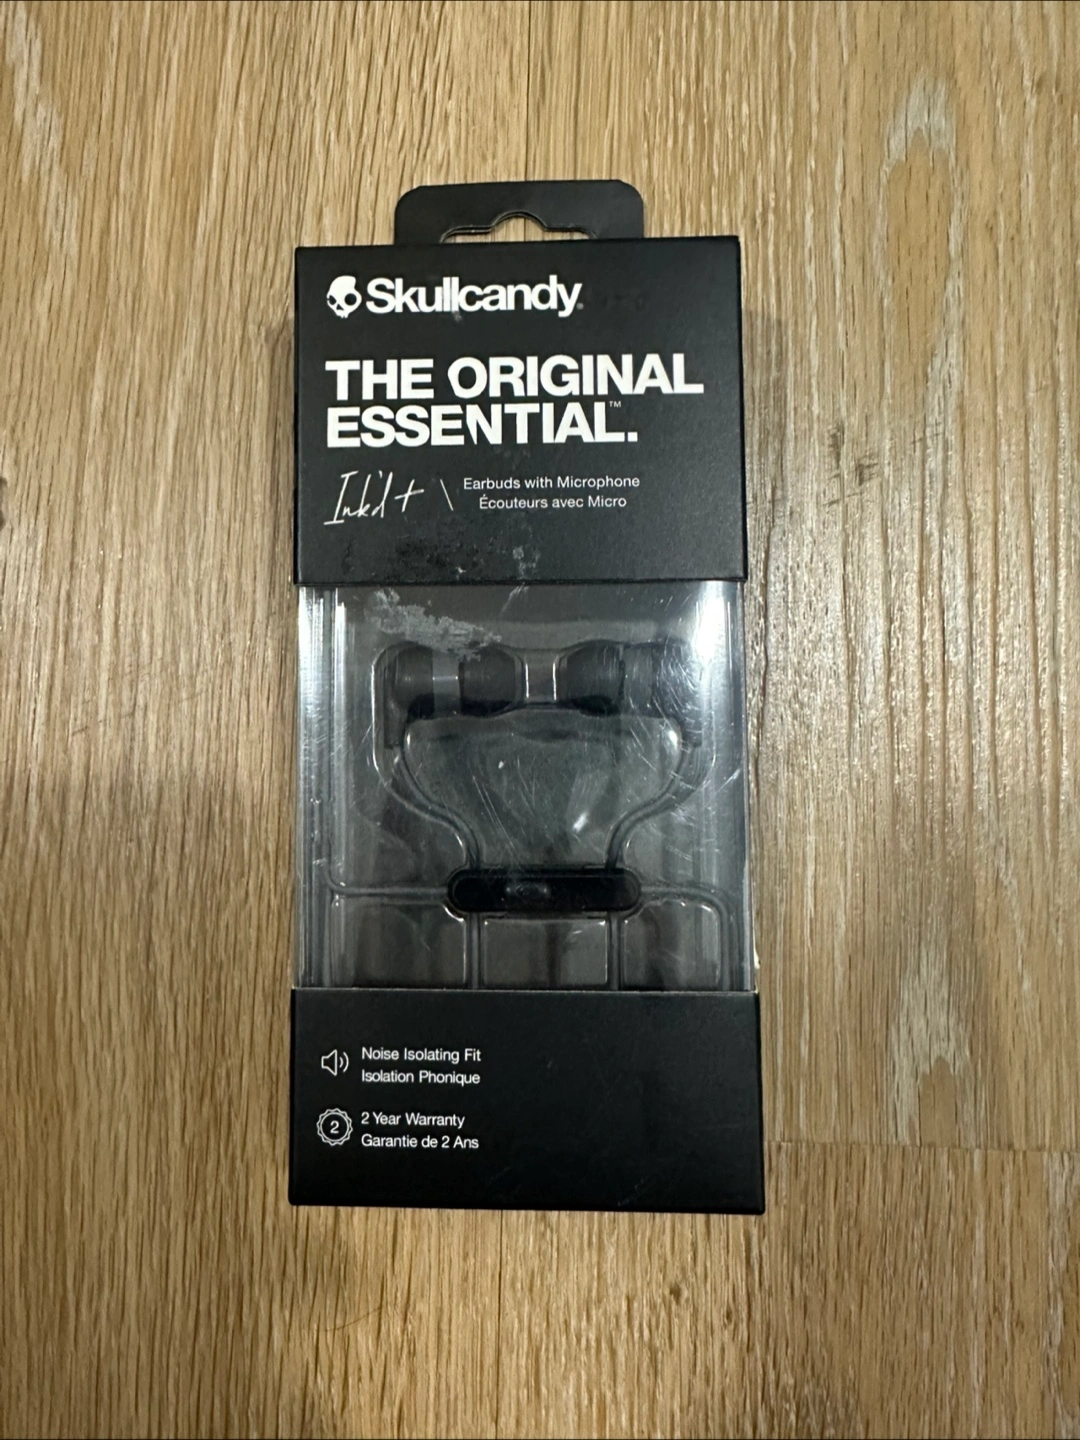 Skullcandy
THE ORIGINAL
ESSENTIAL.™
Ink'd+ \ Earbuds with Microphone
Écouteurs avec Micro
Noise Isolating Fit
Isolation Phonique
2
2 Year Warranty
Garantie de 2 Ans